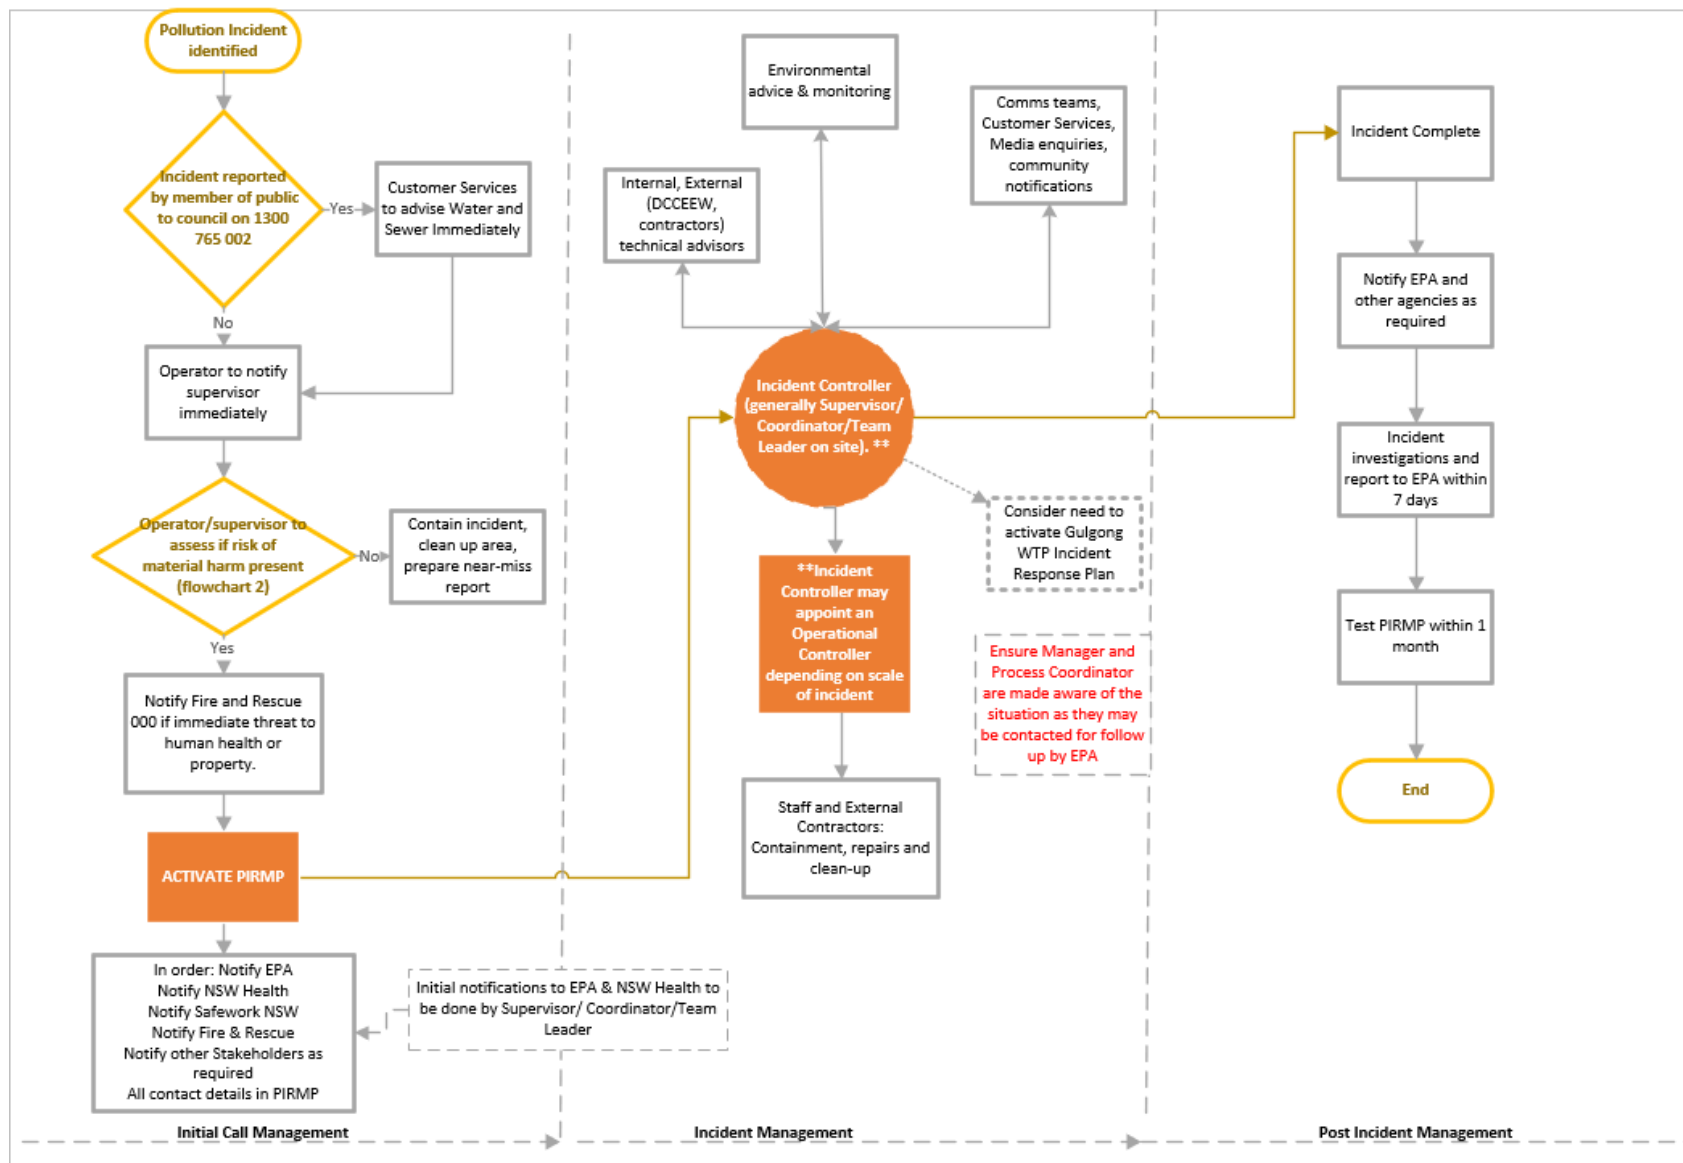 Pollution Incident
identified
Incident reported
by member of public
to council on 1300
765 002
Yes
Customer Services
to advise Water and
Sewer Immediately
No
Operator to notify
supervisor
immediately
Operator/supervisor to
assess if risk of
material harm present
(flowchart 2)
No
Contain incident,
clean up area,
prepare near-miss
report
Yes
Notify Fire and Rescue
000 if immediate threat to
human health or
property.
ACTIVATE PIRMP
In order: Notify EPA
Notify NSW Health
Notify Safework NSW
Notify Fire & Rescue
Notify other Stakeholders as
required
All contact details in PIRMP
Initial notifications to EPA & NSW Health to
be done by Supervisor/ Coordinator/Team
Leader
Initial Call Management
Environmental
advice & monitoring
Internal, External
(DCCEEW,
contractors)
technical advisors
Comms teams,
Customer Services,
Media enquiries,
community
notifications
Incident Controller
(generally Supervisor/
Coordinator/Team
Leader on site). **
Consider need to
activate Gulgong
WTP Incident
Response Plan
**Incident
Controller may
appoint an
Operational
Controller
depending on scale
of incident
Ensure Manager and
Process Coordinator
are made aware of the
situation as they may
be contacted for follow
up by EPA
Staff and External
Contractors:
Containment, repairs and
clean-up
Incident Management
Incident Complete
Notify EPA and
other agencies as
required
Incident
investigations and
report to EPA within
7 days
Test PIRMP within 1
month
End
Post Incident Management